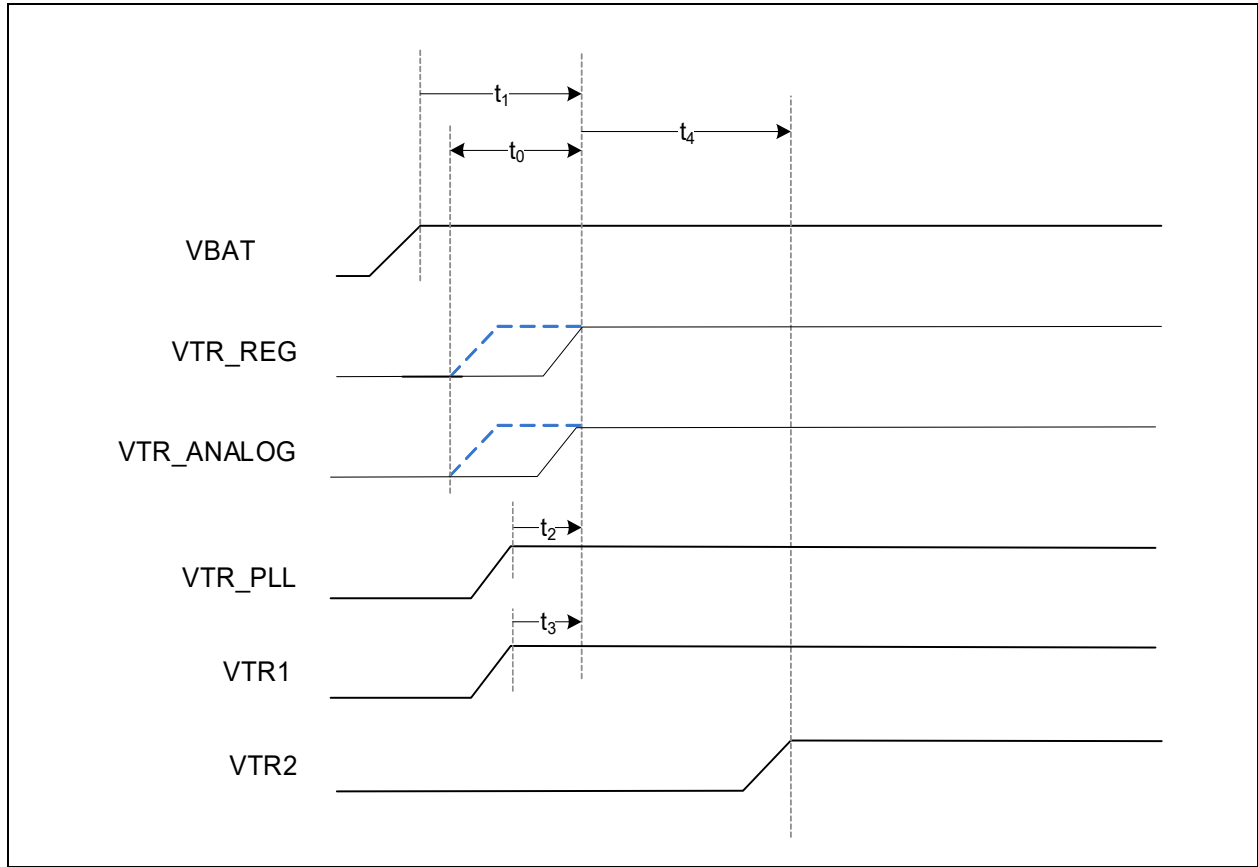 t₁
t₄
t₀
VBAT
VTR_REG
VTR_ANALOG
t₂
VTR_PLL
t₃
VTR1
VTR2